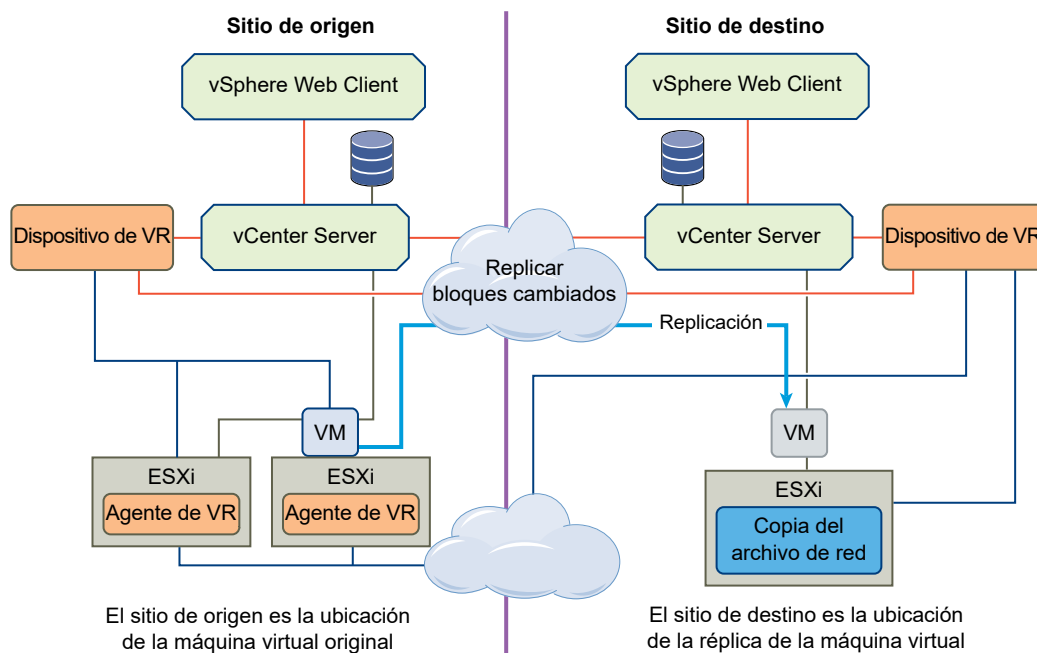 Sitio de origen
Sitio de destino
vSphere Web Client
vSphere Web Client
Dispositivo de VR
vCenter Server
vCenter Server
Dispositivo de VR
Replicar
bloques cambiados
Replicación
VM
VM
ESXi
Agente de VR
ESXi
Agente de VR
ESXi
Copia del
archivo de red
El sitio de origen es la ubicación
de la máquina virtual original
El sitio de destino es la ubicación
de la réplica de la máquina virtual